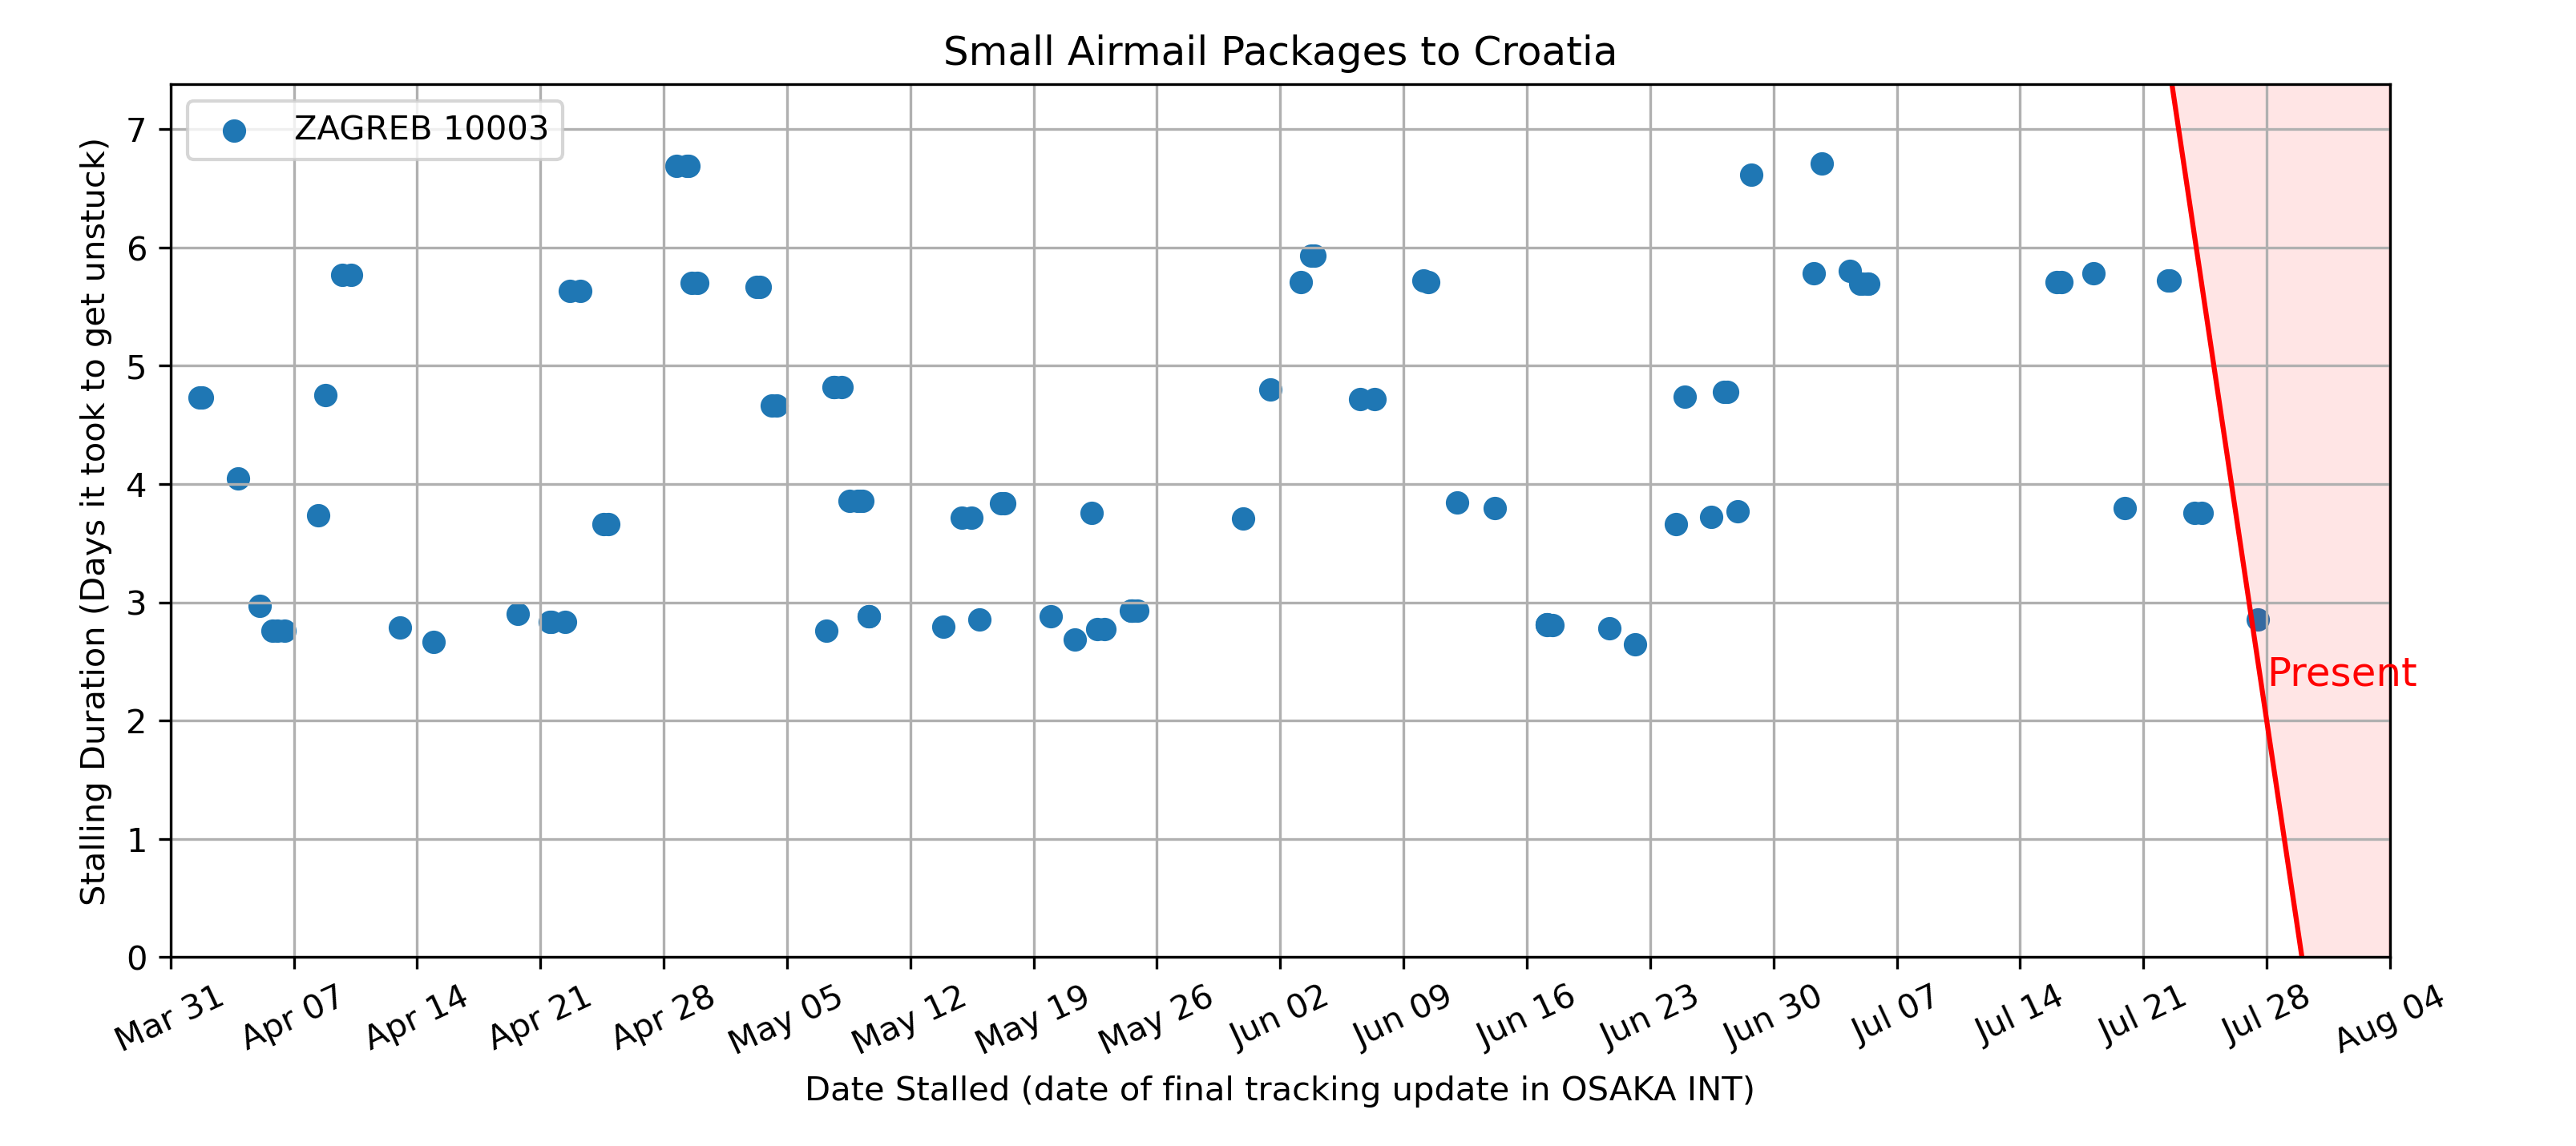 Small Airmail Packages to Croatia
ZAGREB 10003
Stalling Duration (Days it took to get unstuck)
7
6
5
4
3
2
1
0
Present
Mar 31
Apr 07
Apr 14
Apr 21
Apr 28
May 05
May 12
May 19
May 26
Jun 02
Jun 09
Jun 16
Jun 23
Jun 30
Jul 07
Jul 14
Jul 21
Jul 28
Aug 04
Date Stalled (date of final tracking update in OSAKA INT)